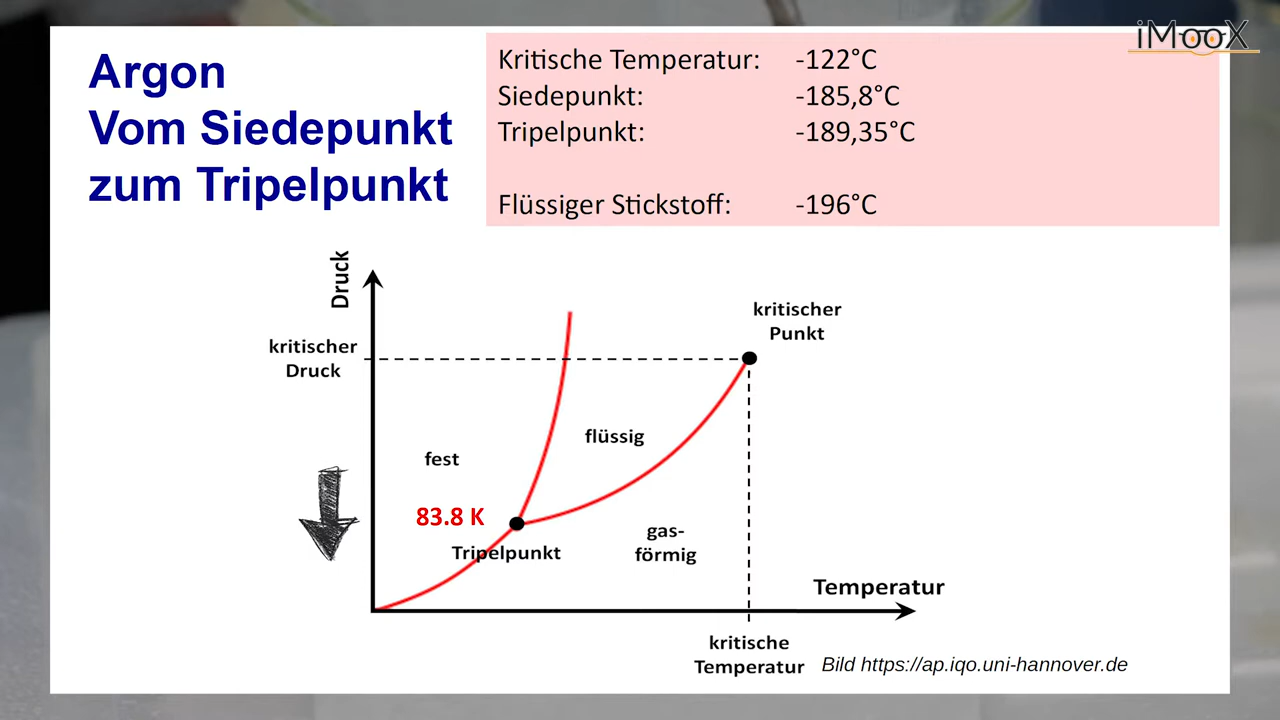 iMooX
Argon
Vom Siedepunkt
zum Tripelpunkt
Kritische Temperatur: -122°C
Siedepunkt: -185,8°C
Tripelpunkt: -189,35°C
Flüssiger Stickstoff: -196°C
Druck
kritischer
Punkt
kritischer
Druck
flüssig
fest
83.8 K
gas-
förmig
Tripelpunkt
Temperatur
kritische
Temperatur
Bild https://ap.iqo.uni-hannover.de